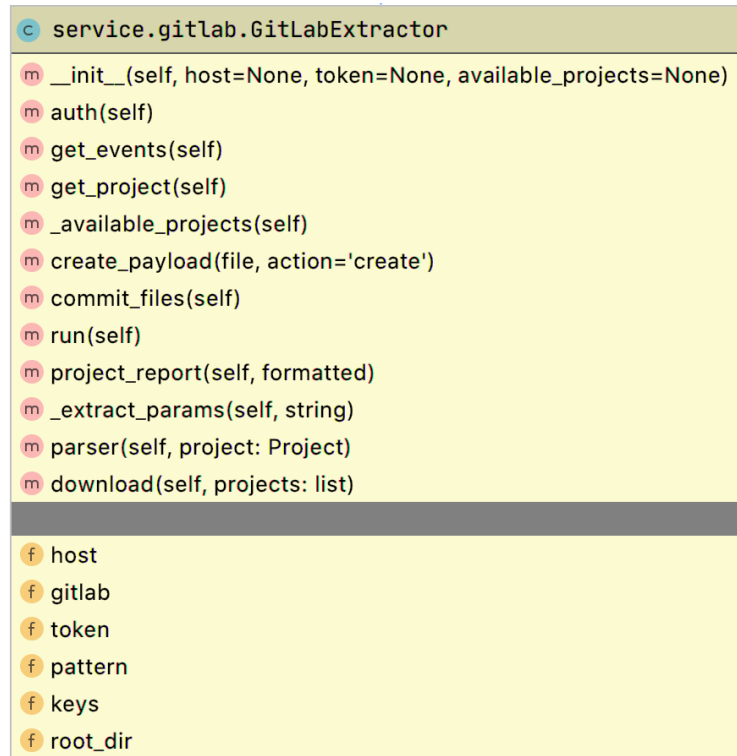 c service.gitlab.GitLabExtractor
m __init__(self, host=None, token=None, available_projects=None)
m auth(self)
m get_events(self)
m get_project(self)
m _available_projects(self)
m create_payload(file, action='create')
m commit_files(self)
m run(self)
m project_report(self, formatted)
m _extract_params(self, string)
m parser(self, project: Project)
m download(self, projects: list)
f host
f gitlab
f token
f pattern
f keys
f root_dir